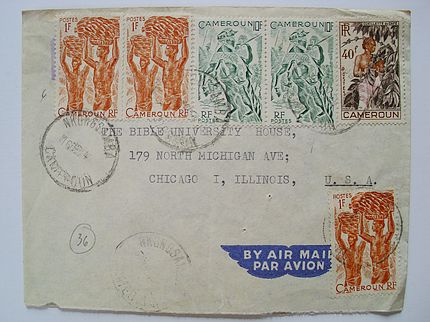 POSTES
1F
CAMEROUN RF
POSTES
1F
CAMEROUN RF
CAMEROUN 10F
RF POSTES
CAMEROUN 10F
RF POSTES
40F
CAMEROUN
CAMEROUN
THE BIBLE UNIVERSITY HOUSE,
179 NORTH MICHIGAN AVE;
CHICAGO I, ILLINOIS, U. S. A.
36
BY AIR MAIL
PAR AVION
POSTES
1F
CAMEROUN RF